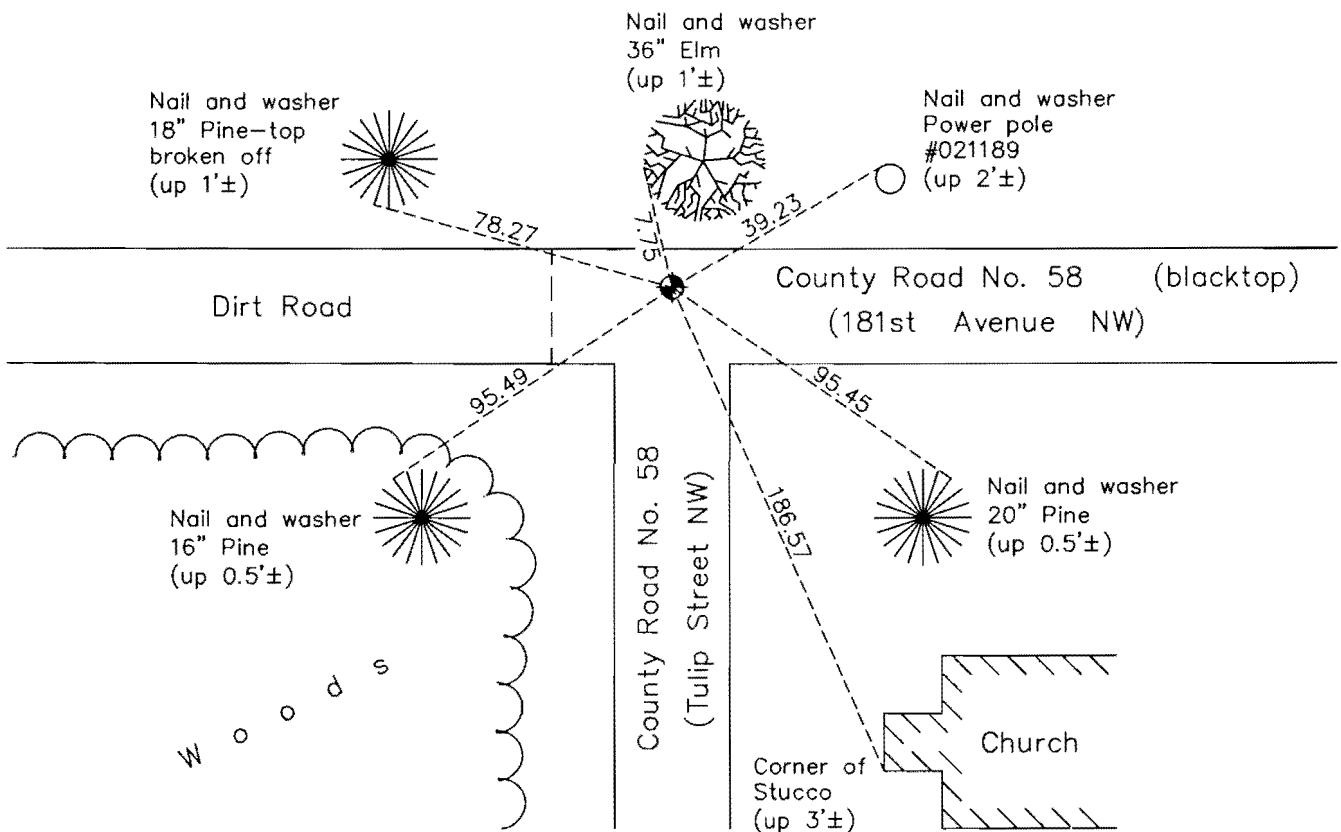 Nail and washer
36" Elm
(up 1'±)
Nail and washer
18" Pine-top
broken off
(up 1'±)
Nail and washer
Power pole
#021189
(up 2'±)
78.27
7.75
39.23
Dirt Road
County Road No. 58 (blacktop)
(181st Avenue NW)
95.49
95.45
186.57
Nail and washer
16" Pine
(up 0.5'±)
County Road No. 58
(Tulip Street NW)
Nail and washer
20" Pine
(up 0.5'±)
Woods
Church
Corner of
Stucco
(up 3'±)